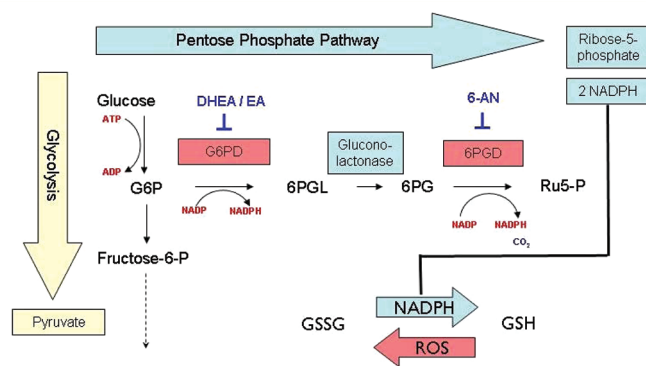 Pentose Phosphate Pathway
Ribose-5-
phosphate
2 NADPH
Glycolysis
Glucose
ATP
ADP
DHEA / EA
6-AN
G6PD
Glucono-
lactonase
6PGD
G6P
6PGL
6PG
Ru5-P
NADP
NADPH
NADP
NADPH
CO₂
Fructose-6-P
Pyruvate
GSSG
NADPH
GSH
ROS